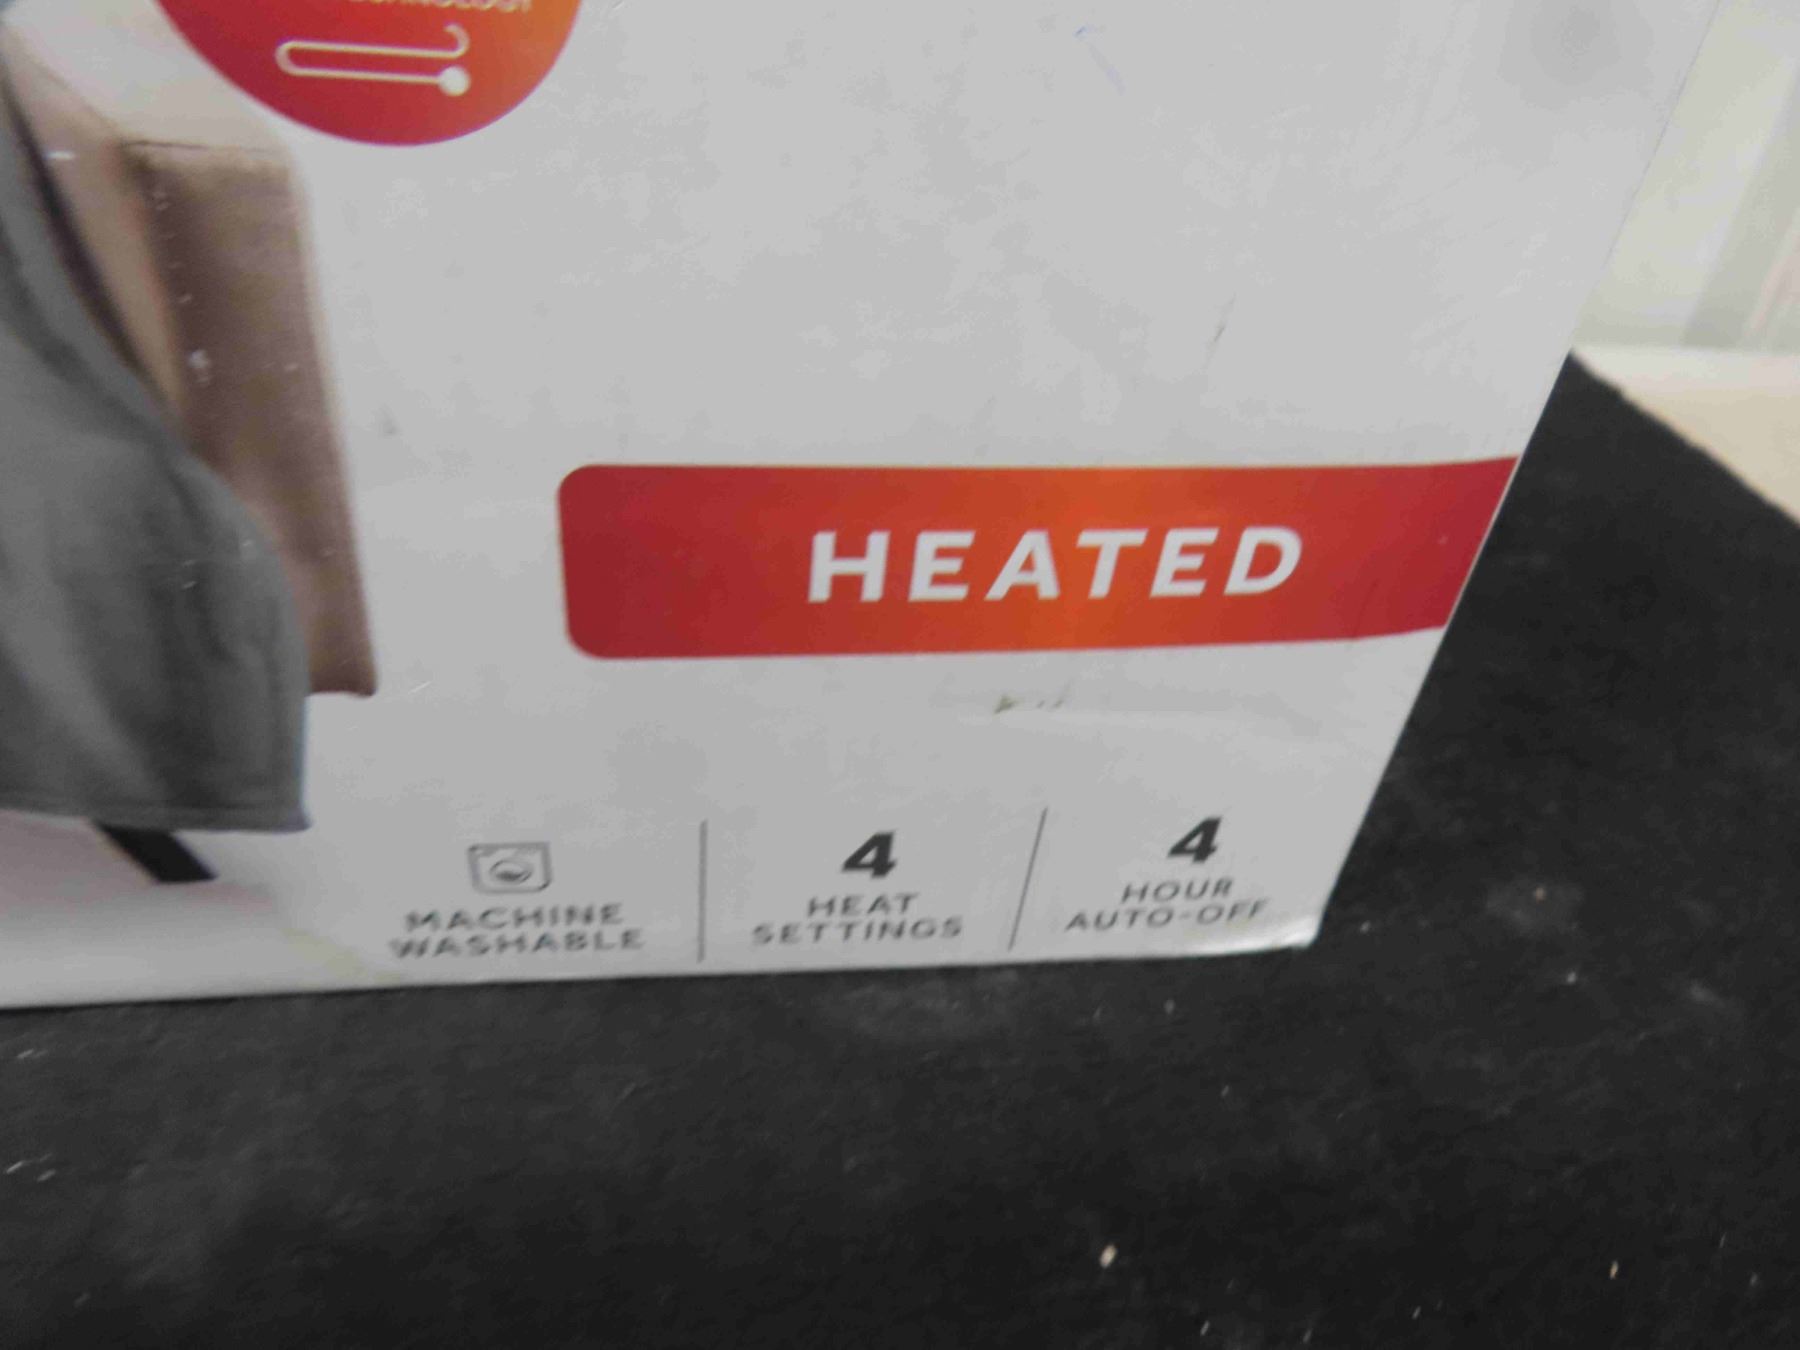 HEATED
MACHINE
WASHABLE
4
HEAT
SETTINGS
4
HOUR
AUTO-OFF